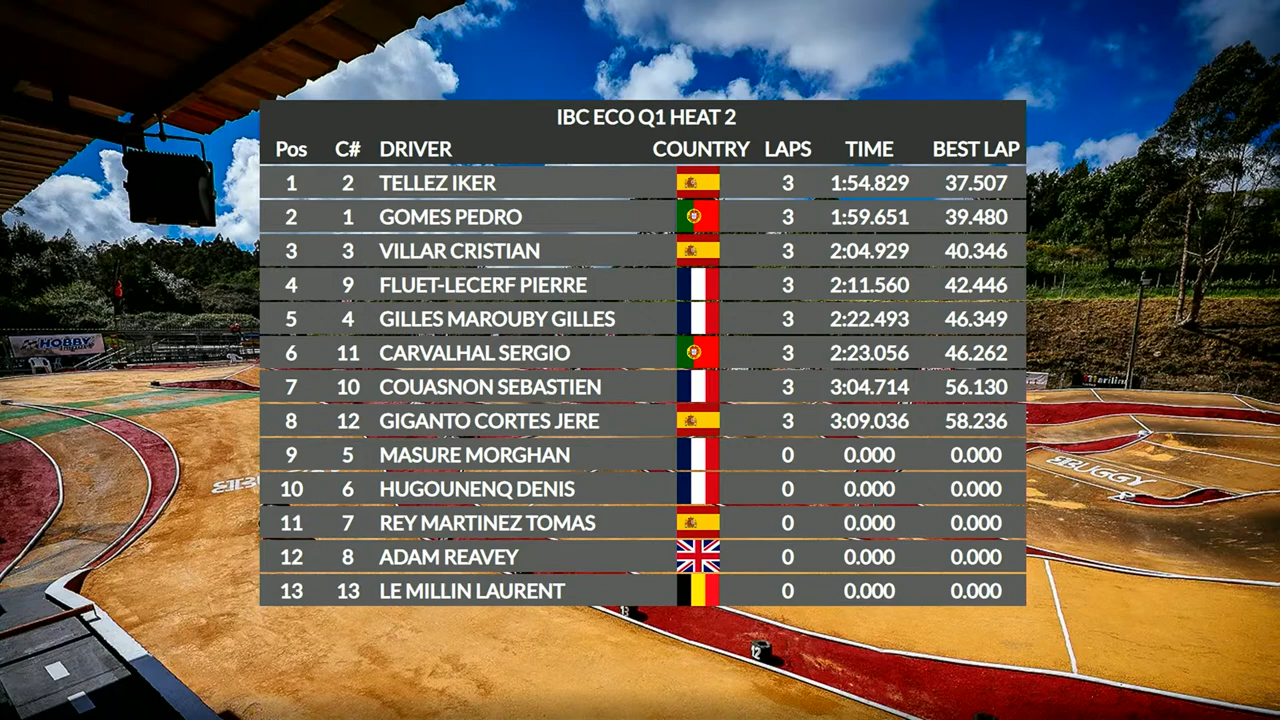 IBC ECO Q1 HEAT 2
Pos C# DRIVER COUNTRY LAPS TIME BEST LAP
1 2 TELLEZ IKER 3 1:54.829 37.507
2 1 GOMES PEDRO 3 1:59.651 39.480
3 3 VILLAR CRISTIAN 3 2:04.929 40.346
4 9 FLUET-LECERF PIERRE 3 2:11.560 42.446
5 4 GILLES MAROUBY GILLES 3 2:22.493 46.349
6 11 CARVALHAL SERGIO 3 2:23.056 46.262
7 10 COUASNON SEBASTIEN 3 3:04.714 56.130
8 12 GIGANTO CORTES JERE 3 3:09.036 58.236
9 5 MASURE MORGHAN 0 0.000 0.000
10 6 HUGOUNENQ DENIS 0 0.000 0.000
11 7 REY MARTINEZ TOMAS 0 0.000 0.000
12 8 ADAM REAVEY 0 0.000 0.000
13 13 LE MILLIN LAURENT 0 0.000 0.000
HOBBY
BUGGY
13
12